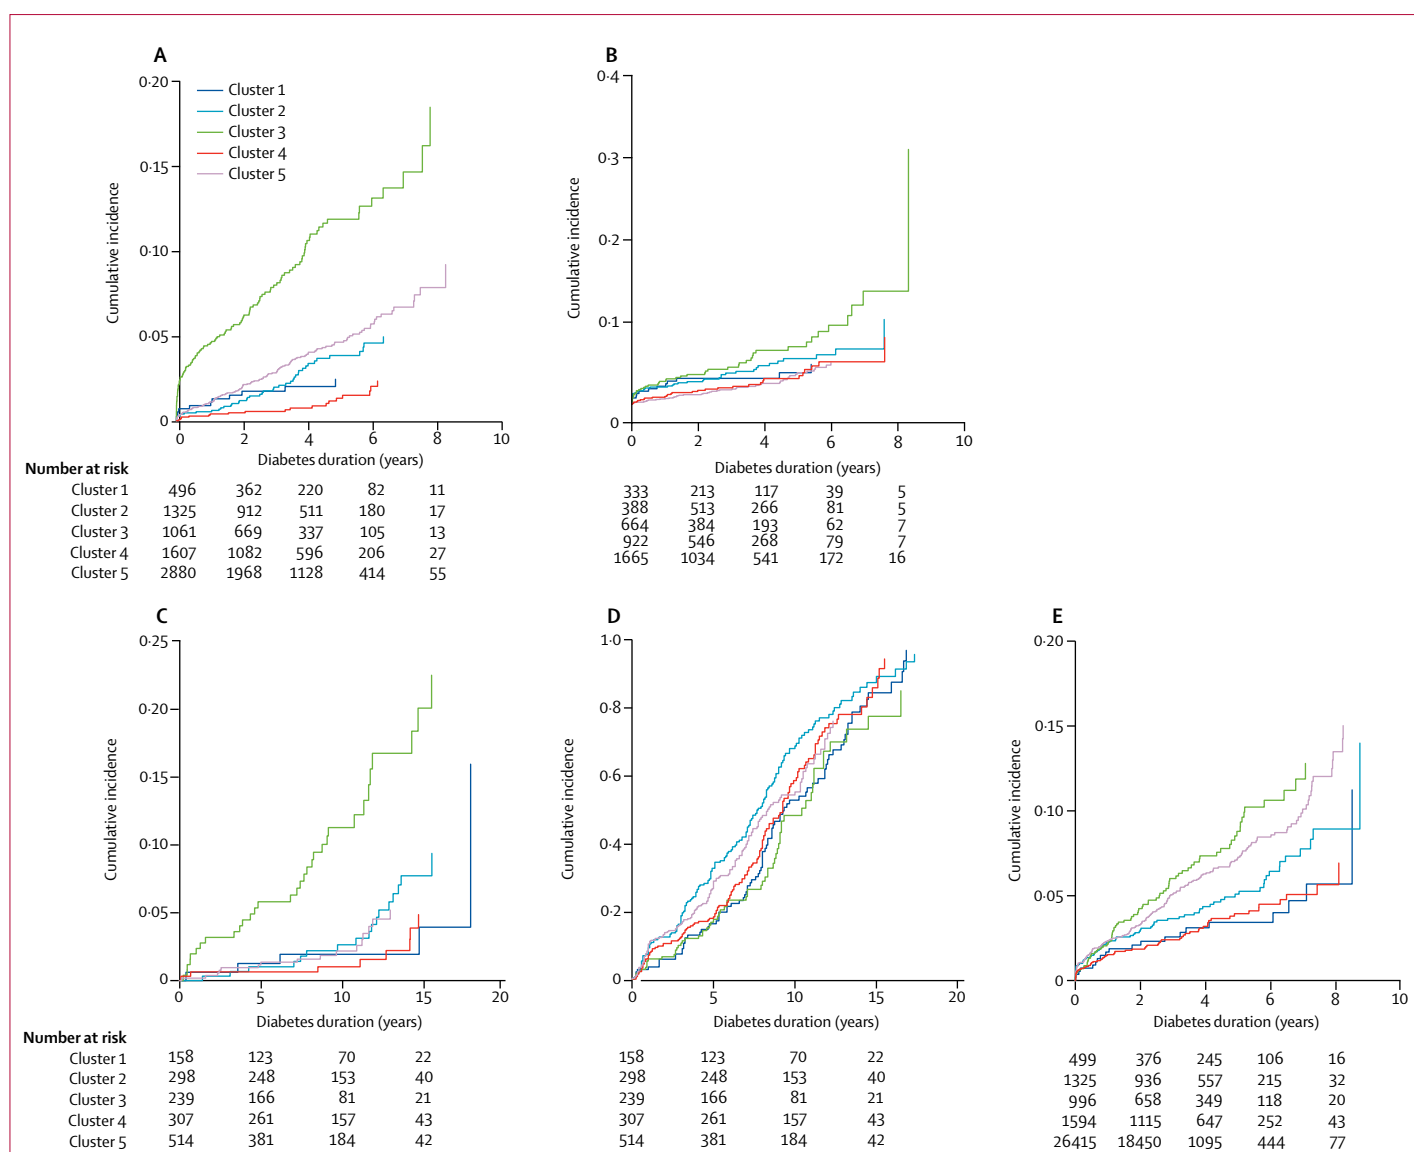 A
0·20
0·15
0·10
0·05
0
Cumulative incidence
Cluster 1
Cluster 2
Cluster 3
Cluster 4
Cluster 5
0 2 4 6 8 10
Diabetes duration (years)
Number at risk
Cluster 1 496 362 220 82 11
Cluster 2 1325 912 511 180 17
Cluster 3 1061 669 337 105 13
Cluster 4 1607 1082 596 206 27
Cluster 5 2880 1968 1128 414 55
B
0·4
0·3
0·2
0·1
0
Cumulative incidence
0 2 4 6 8 10
Diabetes duration (years)
333 213 117 39 5
388 513 266 81 5
664 384 193 62 7
922 546 268 79 7
1665 1034 541 172 16
C
0·25
0·20
0·15
0·10
0·05
0
Cumulative incidence
0 5 10 15 20
Diabetes duration (years)
Number at risk
Cluster 1 158 123 70 22
Cluster 2 298 248 153 40
Cluster 3 239 166 81 21
Cluster 4 307 261 157 43
Cluster 5 514 381 184 42
D
1·0
0·8
0·6
0·4
0·2
0
Cumulative incidence
0 5 10 15 20
Diabetes duration (years)
158 123 70 22
298 248 153 40
239 166 81 21
307 261 157 43
514 381 184 42
E
0·20
0·15
0·10
0·05
0
Cumulative incidence
0 2 4 6 8 10
Diabetes duration (years)
499 376 245 106 16
1325 936 557 215 32
996 658 349 118 20
1594 1115 647 252 43
26415 18450 1095 444 77